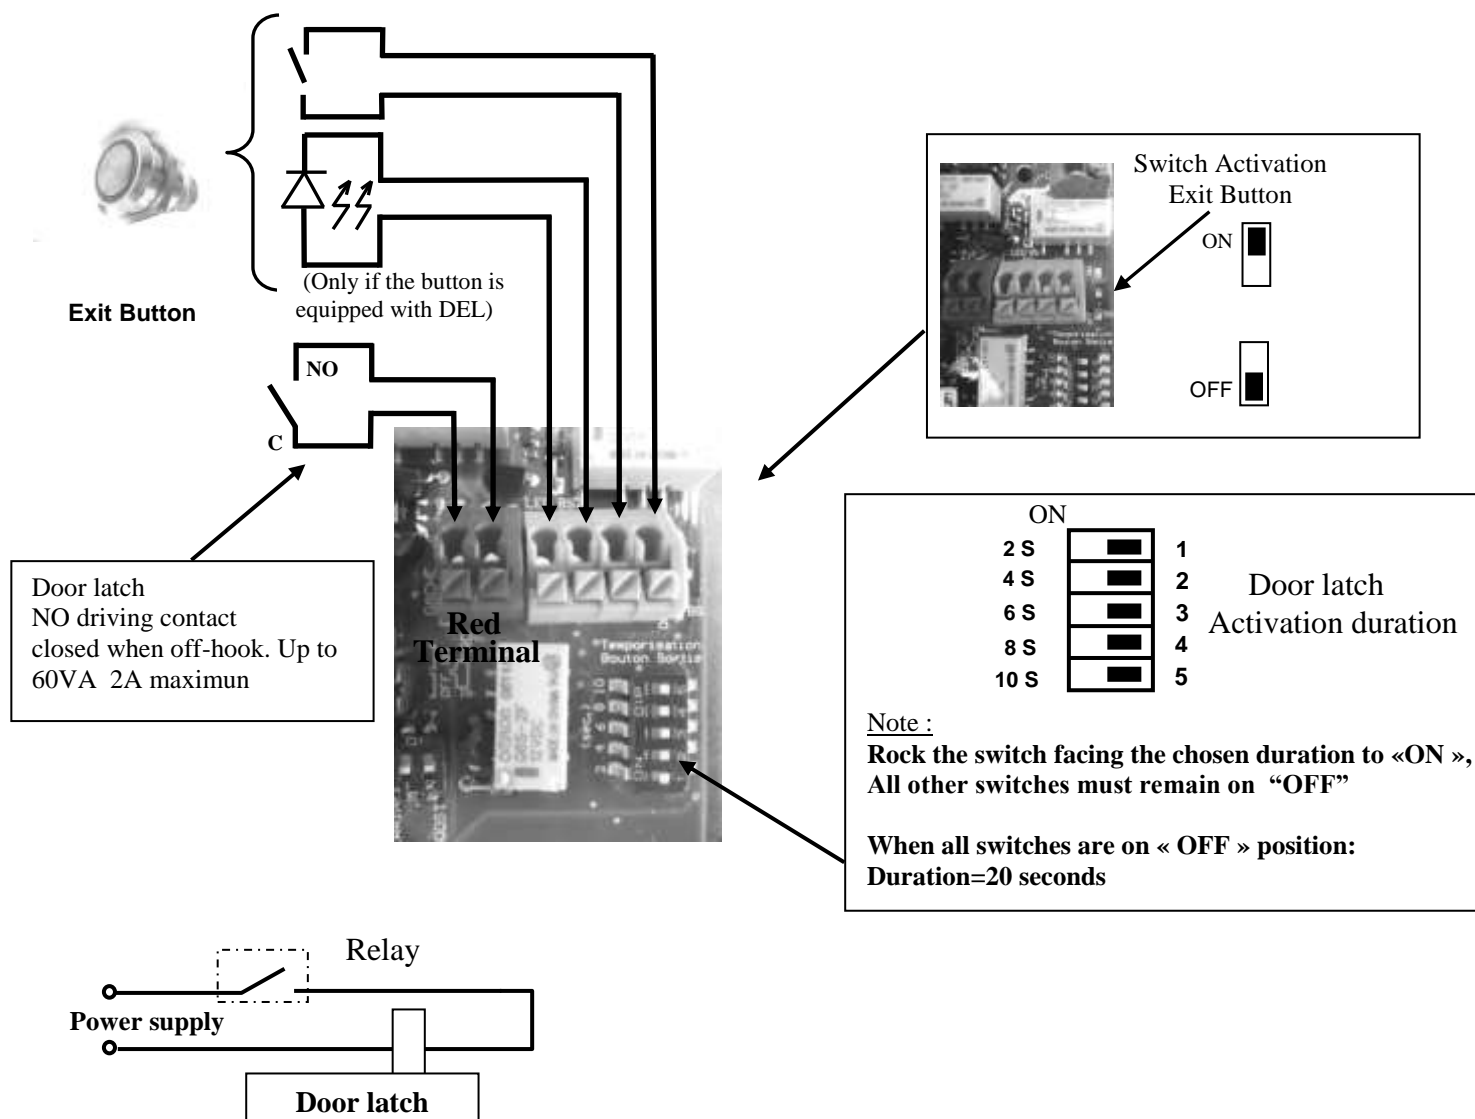 Exit Button
(Only if the button is
equipped with DEL)
NO
C
Door latch
NO driving contact
closed when off-hook. Up to
60VA 2A maximun
Red
Terminal
"Temporisation
Bouton Sortie
Switch Activation
Exit Button
ON
OFF
ON
2 S 1
4 S 2
6 S 3
8 S 4
10 S 5
Door latch
Activation duration
Note :
Rock the switch facing the chosen duration to «ON »,
All other switches must remain on “OFF”
When all switches are on « OFF » position:
Duration=20 seconds
Relay
Power supply
Door latch